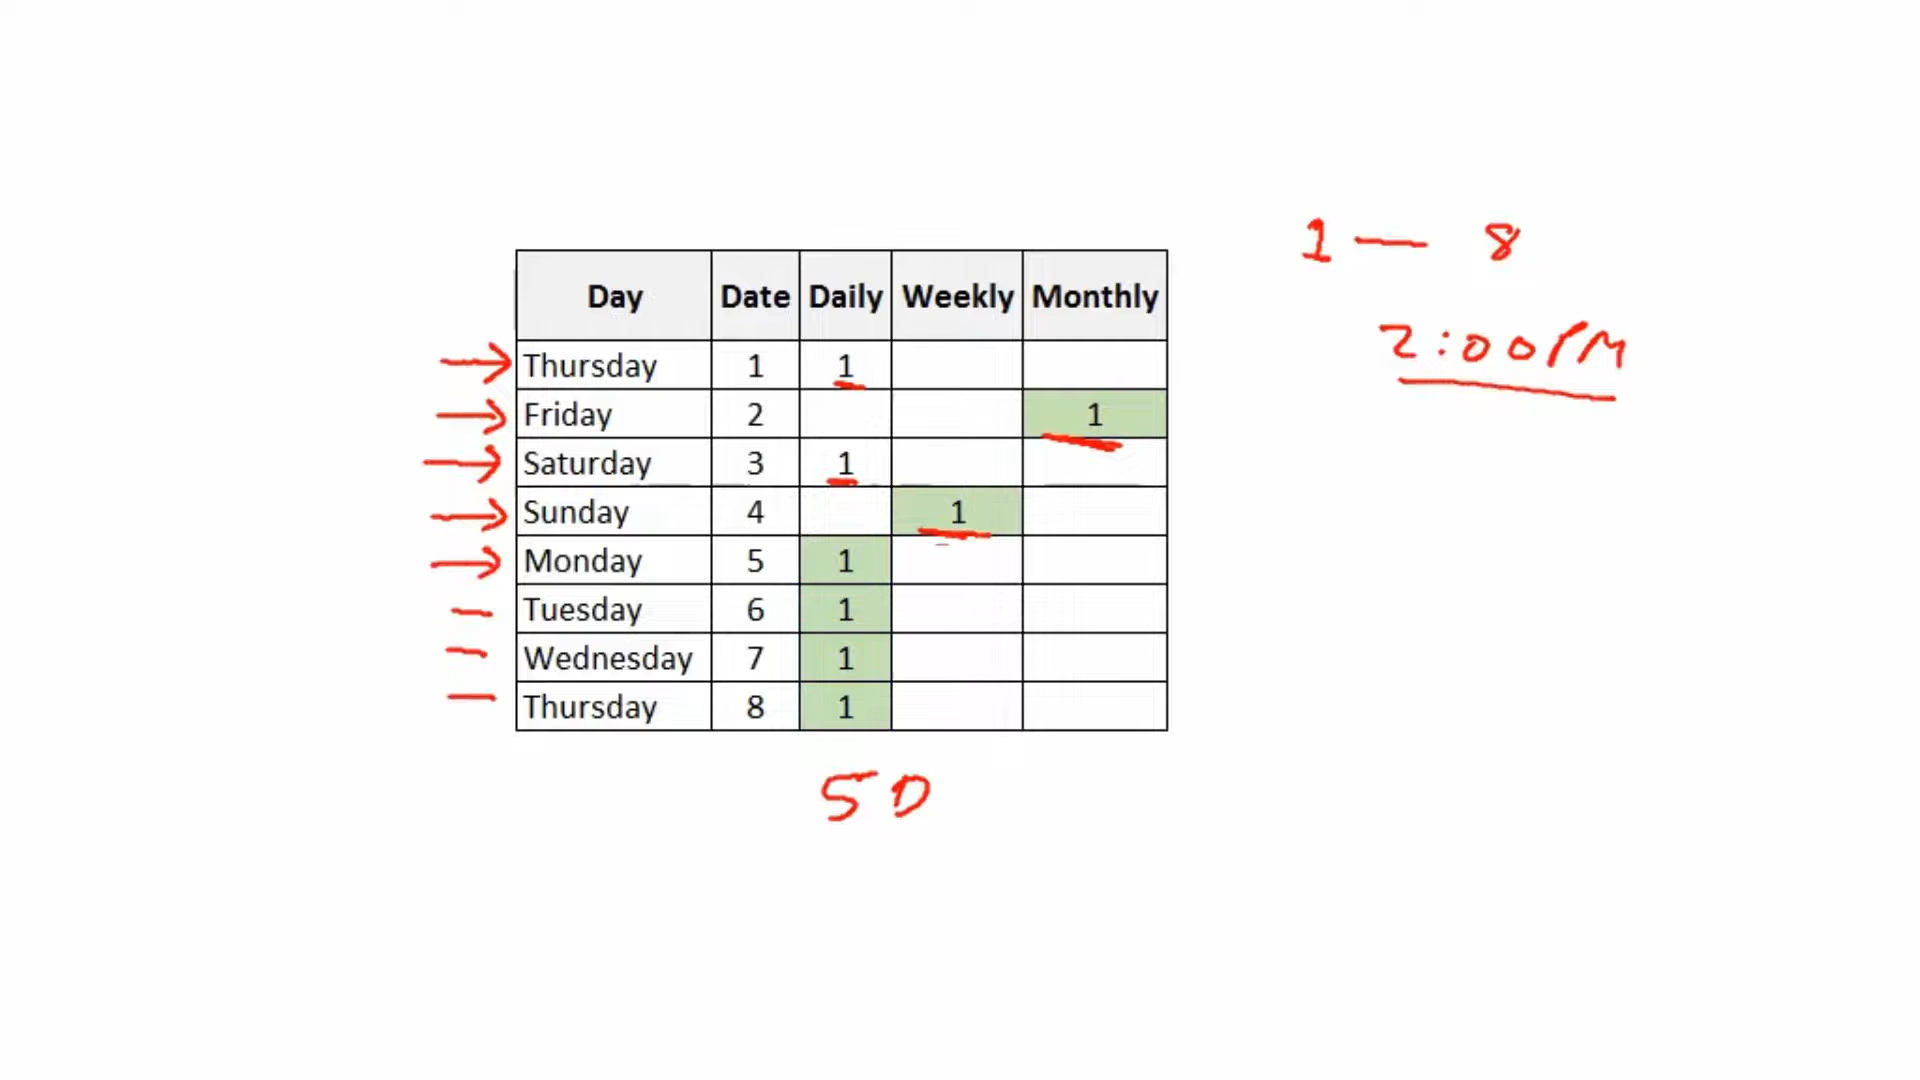 1 — 8
Day Date Daily Weekly Monthly
2:00PM
Thursday 1 1
Friday 2 1
Saturday 3 1
Sunday 4 1
Monday 5 1
Tuesday 6 1
Wednesday 7 1
Thursday 8 1
5D